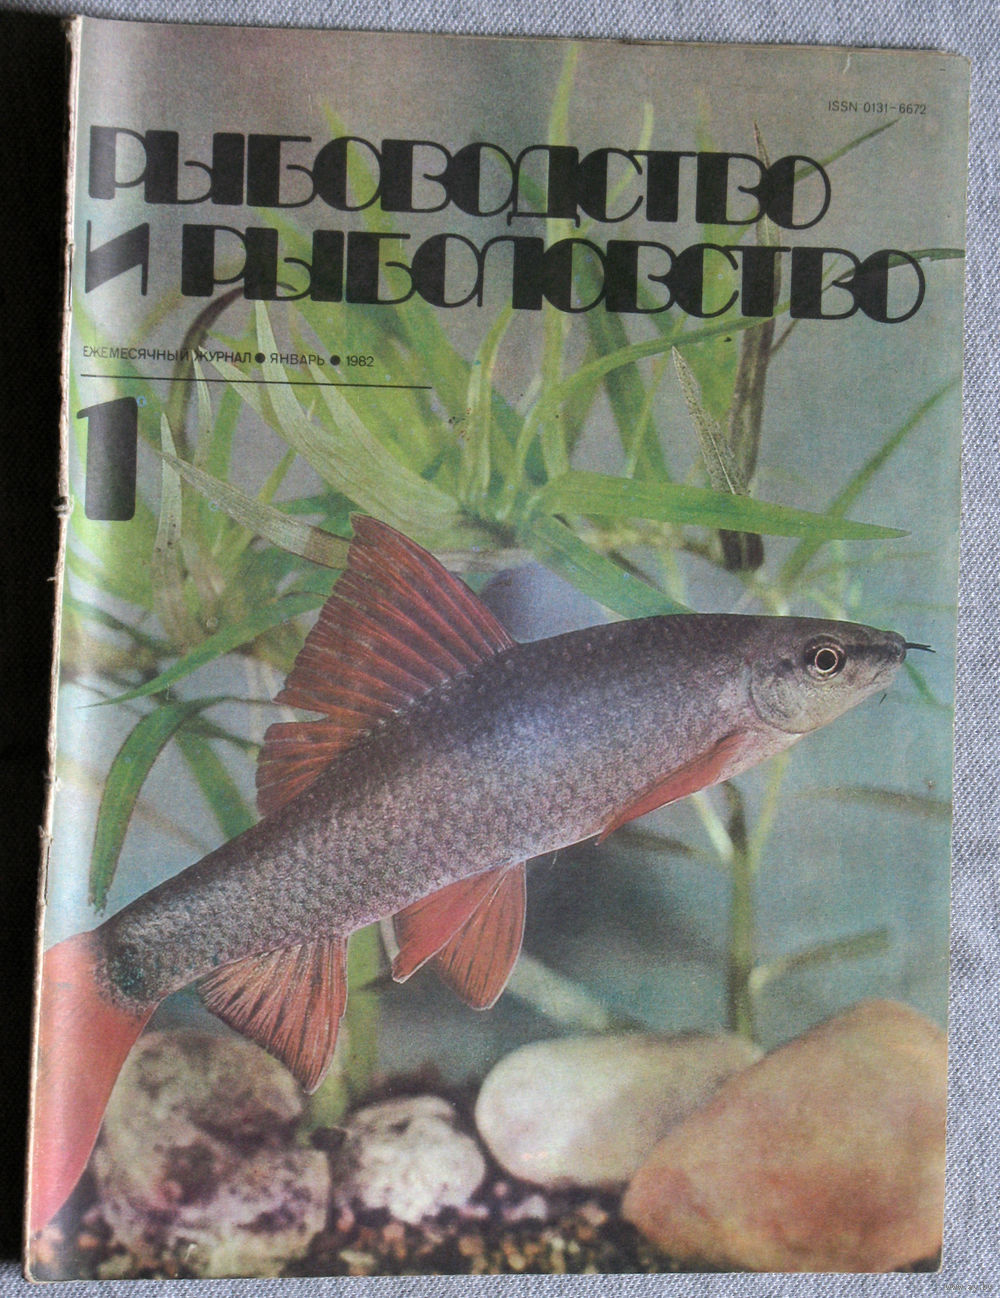 ISSN 0131-6672
РЫБОВОДСТВО
И РЫБОЛОВСТВО
ЕЖЕМЕСЯЧНЫЙ ЖУРНАЛ ● ЯНВАРЬ ● 1982
1